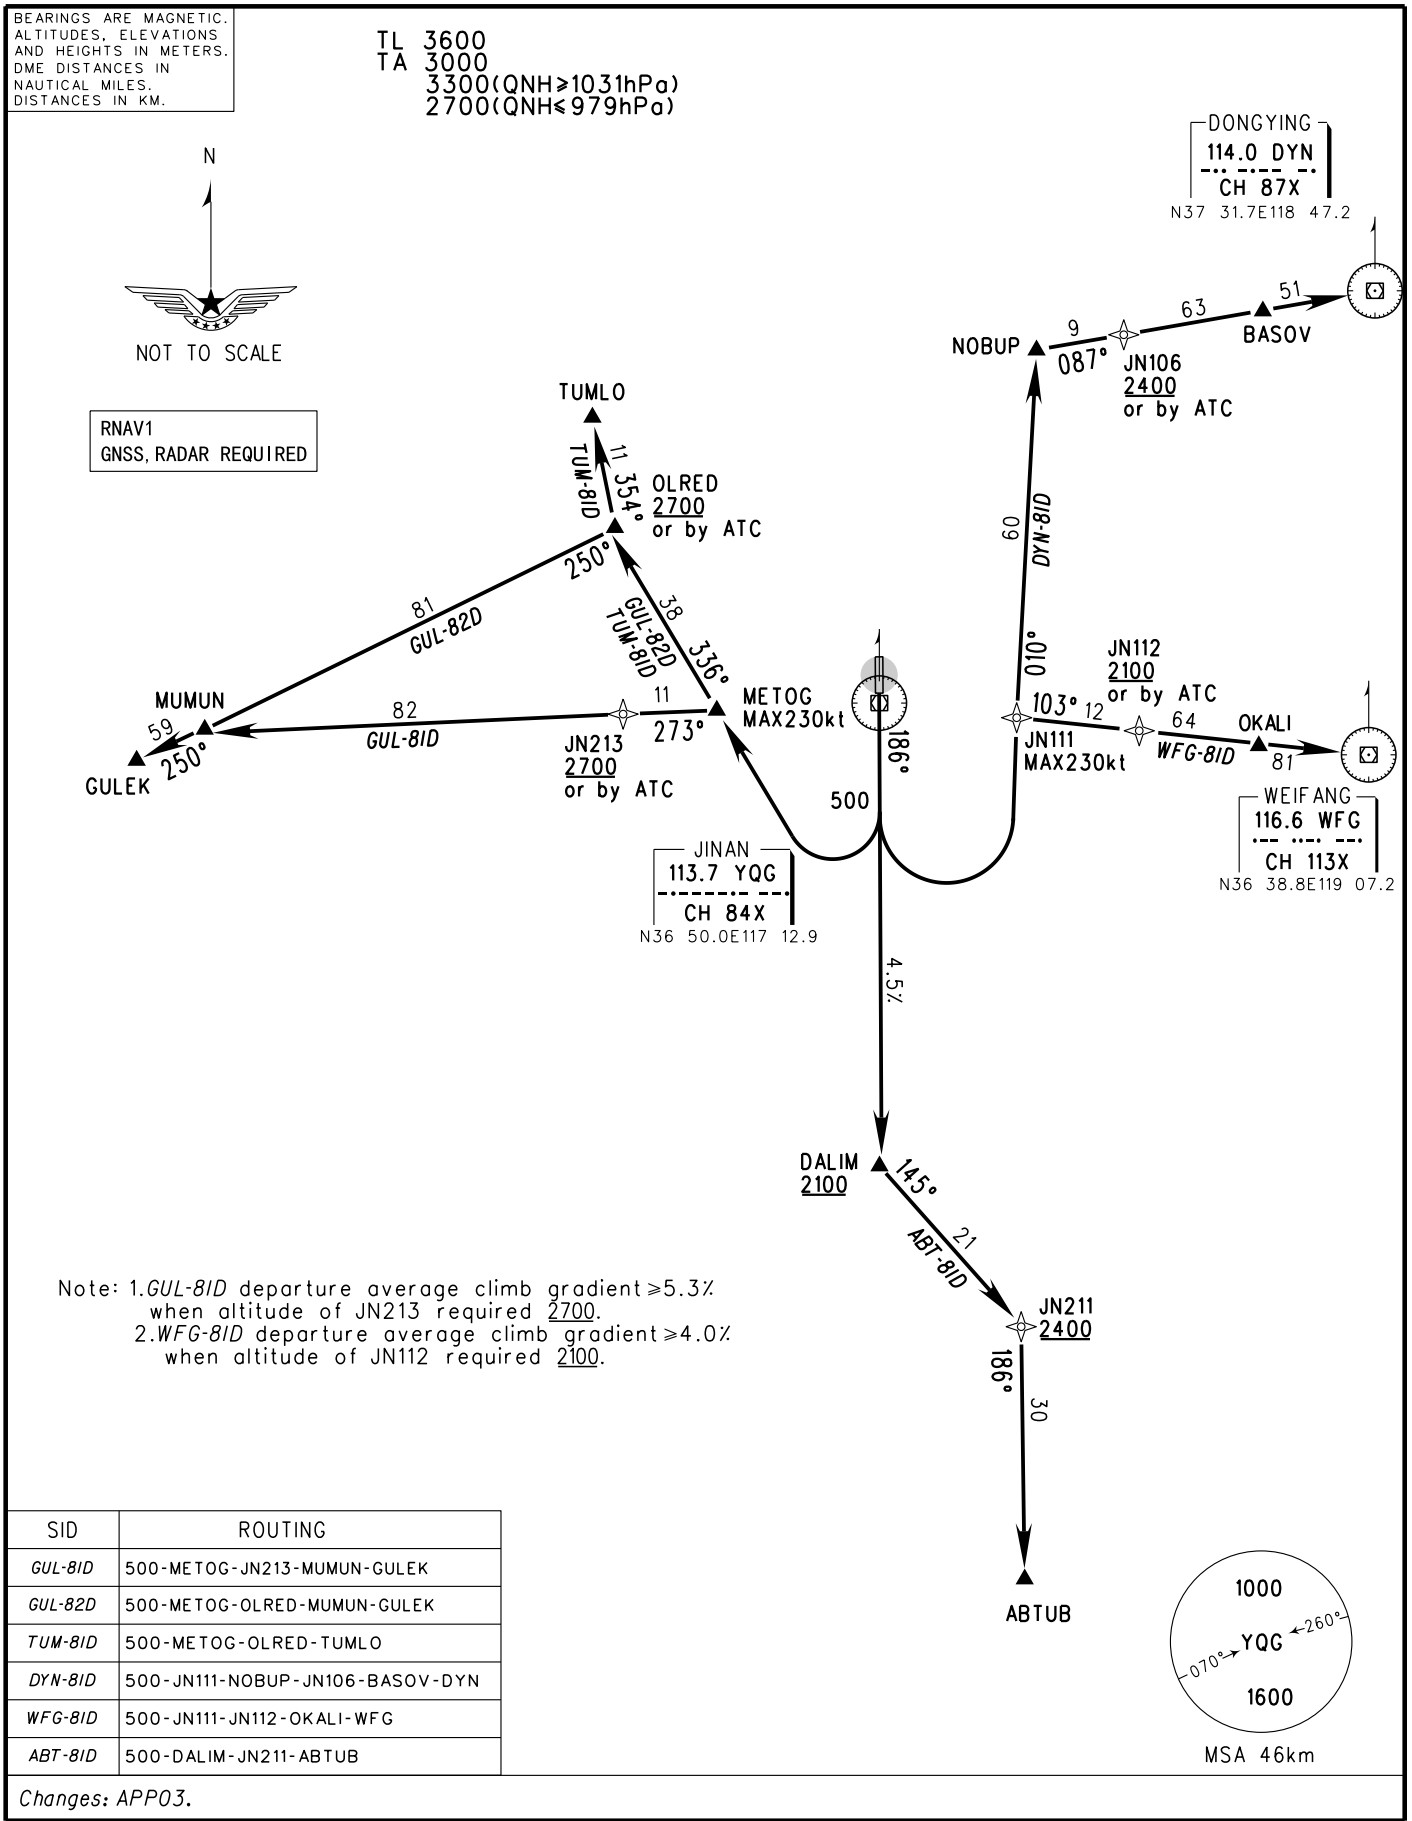 BEARINGS ARE MAGNETIC.
ALTITUDES, ELEVATIONS
AND HEIGHTS IN METERS.
DME DISTANCES IN
NAUTICAL MILES.
DISTANCES IN KM.
TL 3600
TA 3000
3300(QNH≥1031hPa)
2700(QNH≤979hPa)
N
NOT TO SCALE
RNAV1
GNSS, RADAR REQUIRED
DONGYING
114.0 DYN
CH 87X
N37 31.7E118 47.2
51
63
BASOV
9
NOBUP
087°
JN106
2400
or by ATC
TUMLO
11
TUM-81D
354°
OLRED
2700
or by ATC
250°
81
GUL-82D
38
GUL-82D
TUM-81D
336°
60
DYN-81D
010°
MUMUN
59
250°
GULEK
82
GUL-81D
11
273°
JN213
2700
or by ATC
METOG
MAX230kt
186°
500
JN112
2100
or by ATC
103°
12
64
WFG-81D
OKALI
81
JN111
MAX230kt
WEIFANG
116.6 WFG
CH 113X
N36 38.8E119 07.2
JINAN
113.7 YQG
CH 84X
N36 50.0E117 12.9
4.5%
DALIM
2100
145°
21
ABT-81D
JN211
2400
186°
30
ABTUB
Note: 1.GUL-81D departure average climb gradient≥5.3%
when altitude of JN213 required 2700.
2.WFG-81D departure average climb gradient≥4.0%
when altitude of JN112 required 2100.
SID ROUTING
GUL-81D 500-METOG-JN213-MUMUN-GULEK
GUL-82D 500-METOG-OLRED-MUMUN-GULEK
TUM-81D 500-METOG-OLRED-TUMLO
DYN-81D 500-JN111-NOBUP-JN106-BASOV-DYN
WFG-81D 500-JN111-JN112-OKALI-WFG
ABT-81D 500-DALIM-JN211-ABTUB
1000
260°
YQG
070°
1600
MSA 46km
Changes: APP03.